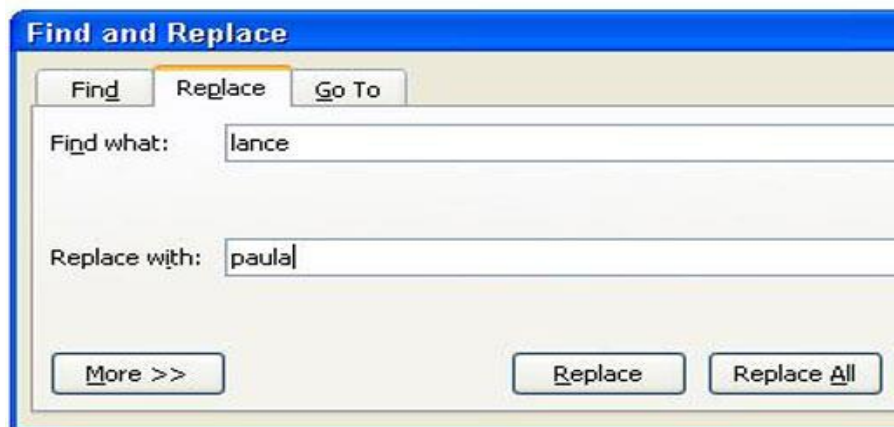 Find and Replace
Find Replace Go To
Find what: lance
Replace with: paula
More >> Replace Replace All